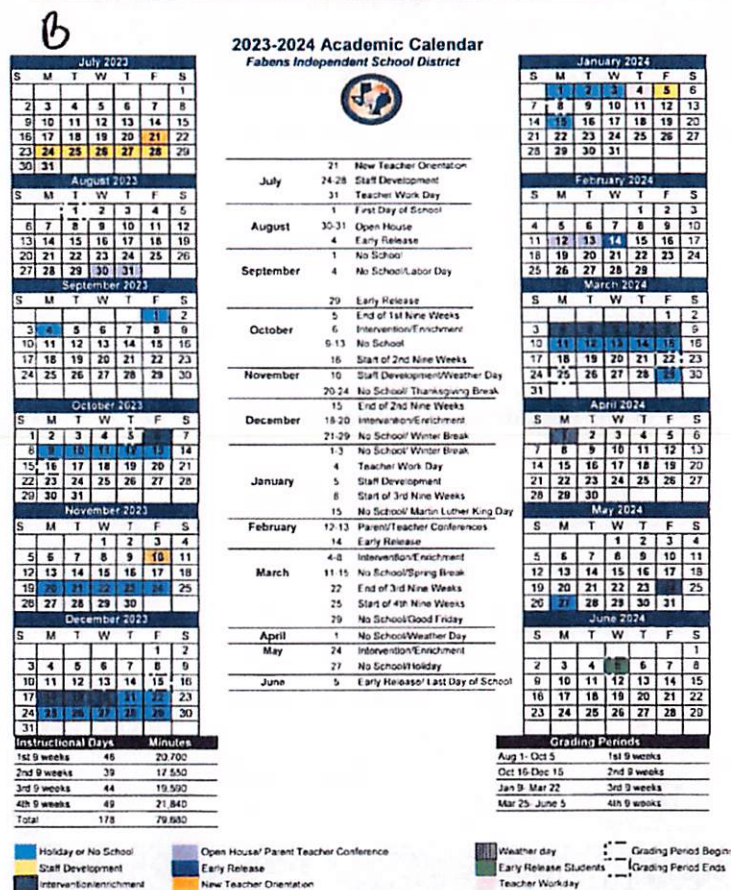 B
2023-2024 Academic Calendar
Fabens Independent School District
July 2023
S M T W T F S
1
2 3 4 5 6 7 8
9 10 11 12 13 14 15
16 17 18 19 20 21 22
23 24 25 26 27 28 29
30 31
August 2023
S M T W T F S
1 2 3 4 5
6 7 8 9 10 11 12
13 14 15 16 17 18 19
20 21 22 23 24 25 26
27 28 29 30 31
September 2023
S M T W T F S
1 2
3 4 5 6 7 8 9
10 11 12 13 14 15 16
17 18 19 20 21 22 23
24 25 26 27 28 29 30
October 2023
S M T W T F S
1 2 3 4 5 6 7
8 9 10 11 12 13 14
15 16 17 18 19 20 21
22 23 24 25 26 27 28
29 30 31
November 2023
S M T W T F S
1 2 3 4
5 6 7 8 9 10 11
12 13 14 15 16 17 18
19 20 21 22 23 24 25
26 27 28 29 30
December 2023
S M T W T F S
1 2
3 4 5 6 7 8 9
10 11 12 13 14 15 16
17 18 19 20 21 22 23
24 25 26 27 28 29 30
31
July
21 New Teacher Orientation
24-28 Staff Development
31 Teacher Work Day
August
1 First Day of School
30-31 Open House
4 Early Release
September
1 No School
4 No School/Labor Day
29 Early Release
October
5 End of 1st Nine Weeks
6 Intervention/Enrichment
9-13 No School
16 Start of 2nd Nine Weeks
November
10 Staff Development/Weather Day
20-24 No School/ Thanksgiving Break
December
15 End of 2nd Nine Weeks
18-20 Intervention/Enrichment
21-29 No School/ Winter Break
January
1-3 No School/ Winter Break
4 Teacher Work Day
5 Staff Development
8 Start of 3rd Nine Weeks
15 No School/ Martin Luther King Day
February
12-13 Parent/Teacher Conferences
14 Early Release
March
4-8 Intervention/Enrichment
11-15 No School/Spring Break
22 End of 3rd Nine Weeks
25 Start of 4th Nine Weeks
29 No School/Good Friday
April
1 No School/Weather Day
May
24 Intervention/Enrichment
27 No School/Holiday
June
5 Early Release/ Last Day of School
January 2024
S M T W T F S
1 2 3 4 5 6
7 8 9 10 11 12 13
14 15 16 17 18 19 20
21 22 23 24 25 26 27
28 29 30 31
February 2024
S M T W T F S
1 2 3
4 5 6 7 8 9 10
11 12 13 14 15 16 17
18 19 20 21 22 23 24
25 26 27 28 29
March 2024
S M T W T F S
1 2
3 4 5 6 7 8 9
10 11 12 13 14 15 16
17 18 19 20 21 22 23
24 25 26 27 28 29 30
31
April 2024
S M T W T F S
1 2 3 4 5 6
7 8 9 10 11 12 13
14 15 16 17 18 19 20
21 22 23 24 25 26 27
28 29 30
May 2024
S M T W T F S
1 2 3 4
5 6 7 8 9 10 11
12 13 14 15 16 17 18
19 20 21 22 23 24 25
26 27 28 29 30 31
June 2024
S M T W T F S
1
2 3 4 5 6 7 8
9 10 11 12 13 14 15
16 17 18 19 20 21 22
23 24 25 26 27 28 29
Instructional Days Minutes
1st 9 weeks 46 20,700
2nd 9 weeks 39 17,550
3rd 9 weeks 44 19,590
4th 9 weeks 49 21,840
Total 178 79,680
Grading Periods
Aug 1- Oct 5 1st 9 weeks
Oct 16-Dec 15 2nd 9 weeks
Jan 9- Mar 22 3rd 9 weeks
Mar 25- June 5 4th 9 weeks
Holiday or No School
Staff Development
Intervention/enrichment
Open House/ Parent Teacher Conference
Early Release
New Teacher Orientation
Weather day
Early Release Students
Teacher Workday
Grading Period Begins
Grading Period Ends